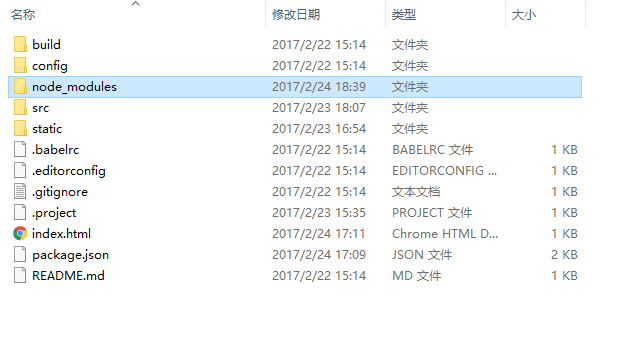 名称 修改日期 类型 大小
build 2017/2/22 15:14 文件夹
config 2017/2/22 15:14 文件夹
node_modules 2017/2/24 18:39 文件夹
src 2017/2/23 18:07 文件夹
static 2017/2/23 16:54 文件夹
.babelrc 2017/2/22 15:14 BABELRC 文件 1 KB
.editorconfig 2017/2/22 15:14 EDITORCONFIG ... 1 KB
.gitignore 2017/2/22 15:14 文本文档 1 KB
.project 2017/2/23 15:35 PROJECT 文件 1 KB
index.html 2017/2/24 17:11 Chrome HTML D... 1 KB
package.json 2017/2/24 17:09 JSON 文件 2 KB
README.md 2017/2/22 15:14 MD 文件 1 KB